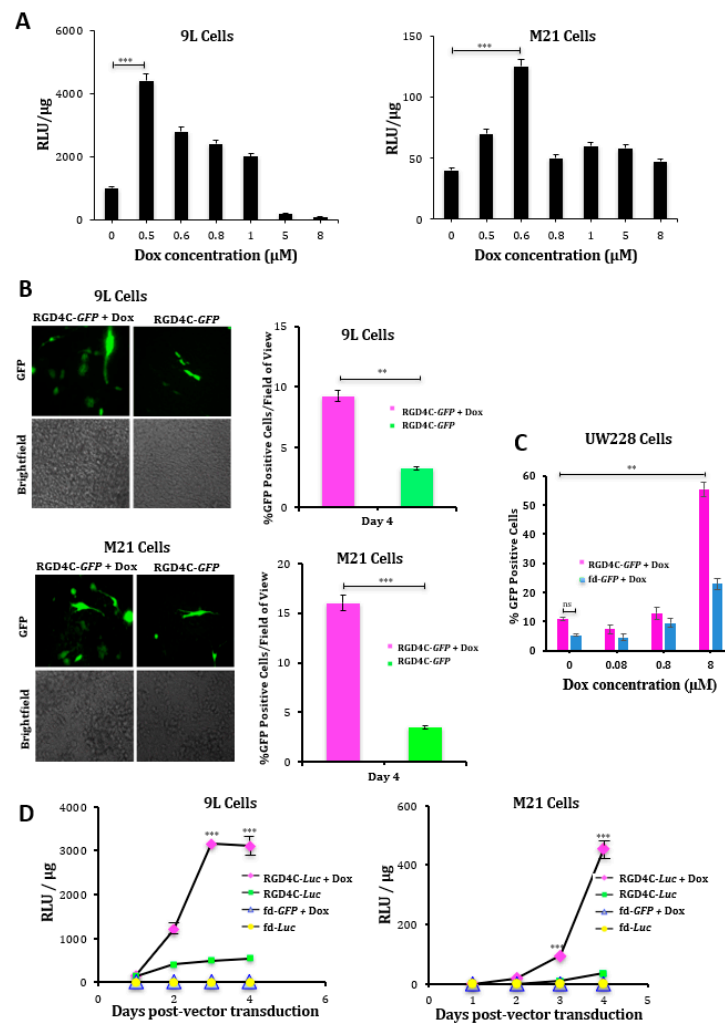 A
9L Cells
M21 Cells
RLU/µg
6000
4000
2000
0
***
0 0.5 0.6 0.8 1 5 8
Dox concentration (µM)
RLU/µg
150
100
50
0
***
0 0.5 0.6 0.8 1 5 8
Dox concentration (µM)
B
9L Cells
RGD4C-GFP + Dox RGD4C-GFP
GFP
Brightfield
%GFP Positive Cells/Field of View
15
10
5
0
9L Cells
**
RGD4C-GFP + Dox
RGD4C-GFP
Day 4
M21 Cells
RGD4C-GFP + Dox RGD4C-GFP
GFP
Brightfield
%GFP Positive Cells/Field of View
20
15
10
5
0
M21 Cells
***
RGD4C-GFP + Dox
RGD4C-GFP
Day 4
C
UW228 Cells
% GFP Positive Cells
60
50
40
30
20
10
0
**
RGD4C-GFP + Dox
fd-GFP + Dox
ns
0 0.08 0.8 8
Dox concentration (µM)
D
9L Cells
RLU / µg
4000
3000
2000
1000
0
*** ***
RGD4C-Luc + Dox
RGD4C-Luc
fd-GFP + Dox
fd-Luc
0 2 4 6
Days post-vector transduction
M21 Cells
RLU / µg
600
400
200
0
***
***
RGD4C-Luc + Dox
RGD4C-Luc
fd-GFP + Dox
fd-Luc
0 1 2 3 4 5
Days post-vector transduction